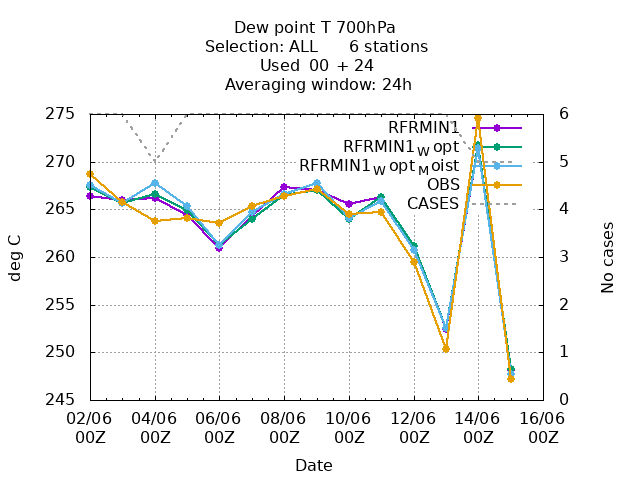 Dew point T 700hPa
Selection: ALL 6 stations
Used 00 + 24
Averaging window: 24h
275 6
RFRMIN1
RFRMIN1W opt
270 5
RFRMIN1W optM oist
OBS
265 4
CASES
260 3
255 2
250 1
245 0
deg C
No cases
02/06 04/06 06/06 08/06 10/06 12/06 14/06 16/06
00Z 00Z 00Z 00Z 00Z 00Z 00Z 00Z
Date